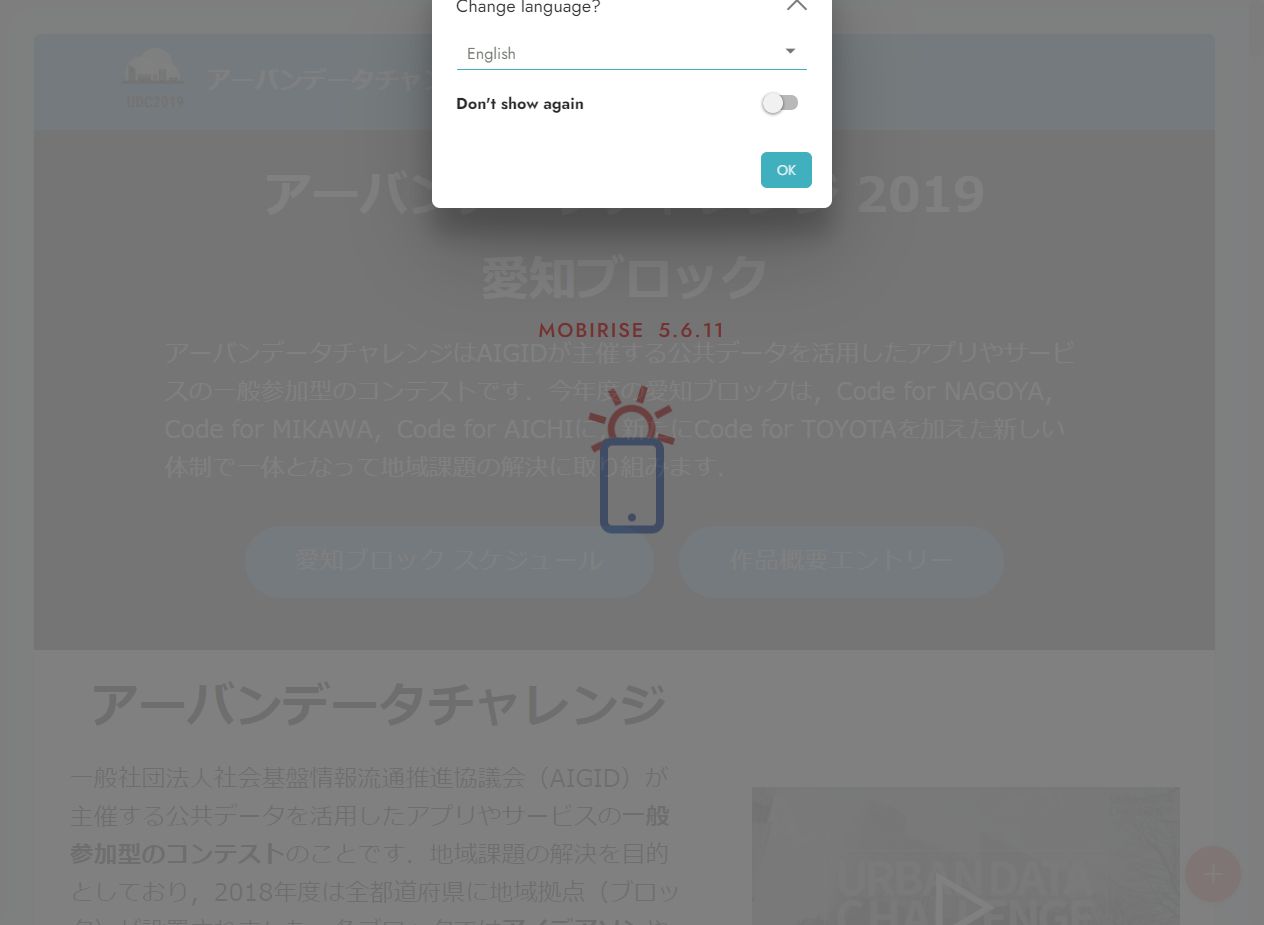 Change language?
English
Don't show again
OK
UDC2019
アーバンデータチャ
2019
愛知ブロック
MOBIRISE 5.6.11
アーバンデータチャレンジはAIGIDが主催する公共データを活用したアプリやサービ
スの一般参加型のコンテストです．今年度の愛知ブロックは，Code for NAGOYA，
Code for MIKAWA，Code for AICHIに，新たにCode for TOYOTAを加えた新しい
体制で一体となって地域課題の解決に取り組みます．
愛知ブロック スケジュール
作品概要エントリー
アーバンデータチャレンジ
一般社団法人社会基盤情報流通推進協議会（AIGID）が
主催する公共データを活用したアプリやサービスの一般
参加型のコンテストのことです．地域課題の解決を目的
としており，2018年度は全都道府県に地域拠点（ブロッ
URBAN DATA
CHALLENGE